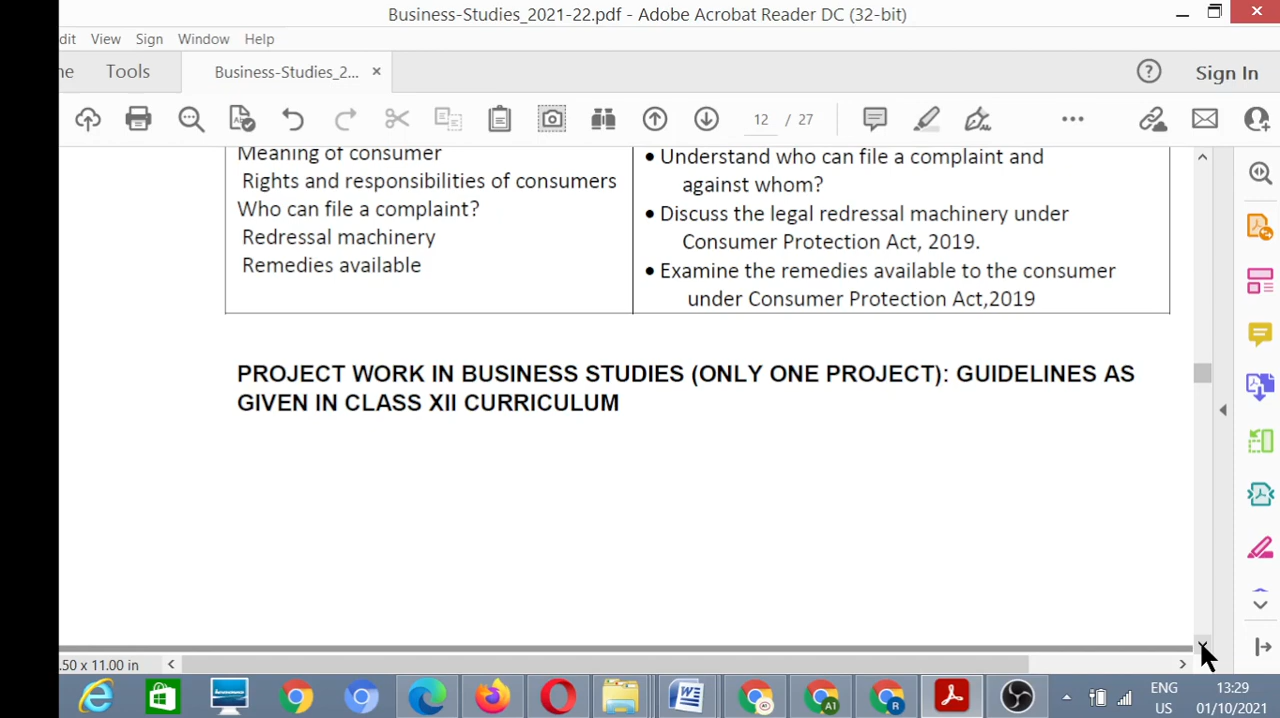 Business-Studies_2021-22.pdf - Adobe Acrobat Reader DC (32-bit)
dit View Sign Window Help
ne Tools Business-Studies_2... × Sign In
12 / 27
Meaning of consumer
Rights and responsibilities of consumers
Who can file a complaint?
Redressal machinery
Remedies available
• Understand who can file a complaint and
against whom?
• Discuss the legal redressal machinery under
Consumer Protection Act, 2019.
• Examine the remedies available to the consumer
under Consumer Protection Act,2019
PROJECT WORK IN BUSINESS STUDIES (ONLY ONE PROJECT): GUIDELINES AS
GIVEN IN CLASS XII CURRICULUM
.50 x 11.00 in
ENG 13:29
US 01/10/2021